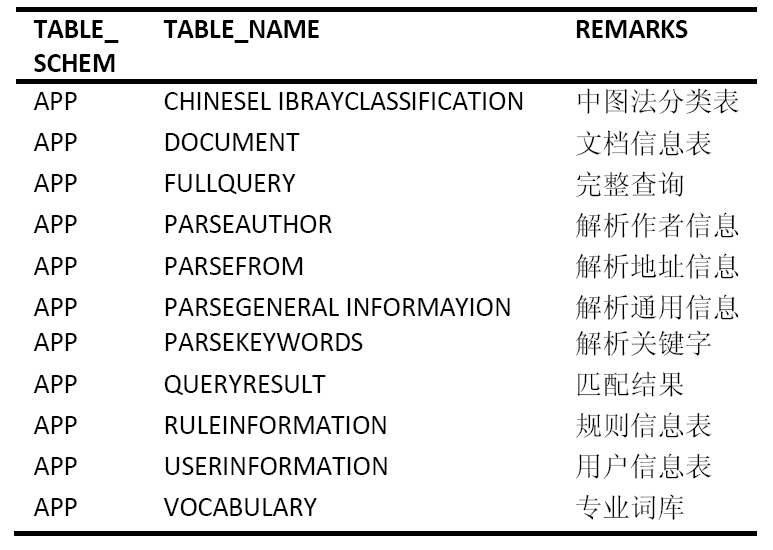 TABLE_ TABLE_NAME REMARKS
SCHEM
APP CHINESEL IBRAYCLASSIFICATION 中图法分类表
APP DOCUMENT 文档信息表
APP FULLQUERY 完整查询
APP PARSEAUTHOR 解析作者信息
APP PARSEFROM 解析地址信息
APP PARSEGENERAL INFORMAYION 解析通用信息
APP PARSEKEYWORDS 解析关键字
APP QUERYRESULT 匹配结果
APP RULEINFORMATION 规则信息表
APP USERINFORMATION 用户信息表
APP VOCABULARY 专业词库